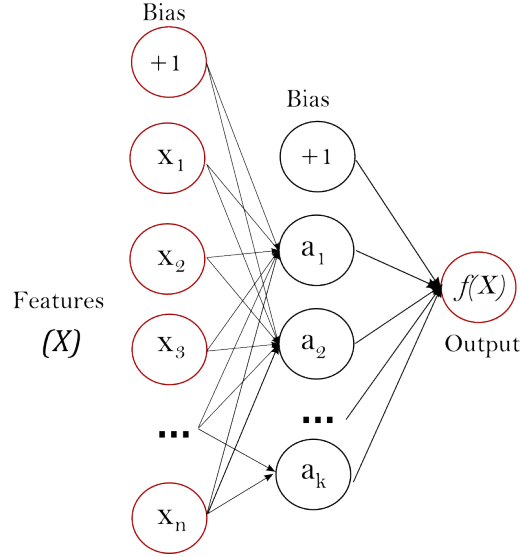 Bias
+1
Bias
x1
+1
x2
a1
Features
(X)
f(X)
x3
a2
Output
...
...
xn
ak